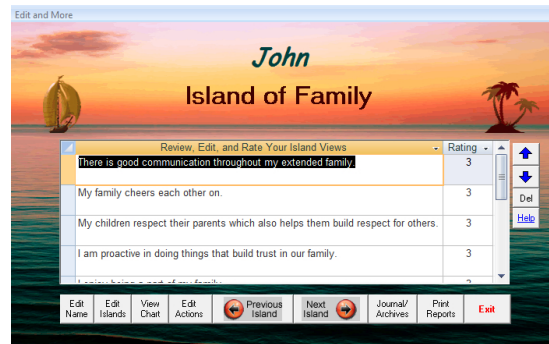 Edit and More
John
Island of Family
Review, Edit, and Rate Your Island Views Rating
There is good communication throughout my extended family. 3
My family cheers each other on. 3
My children respect their parents which also helps them build respect for others. 3
I am proactive in doing things that build trust in our family. 3
Del
Help
Edit Name
Edit Islands
View Chart
Edit Actions
Previous Island
Next Island
Journal/ Archives
Print Reports
Exit